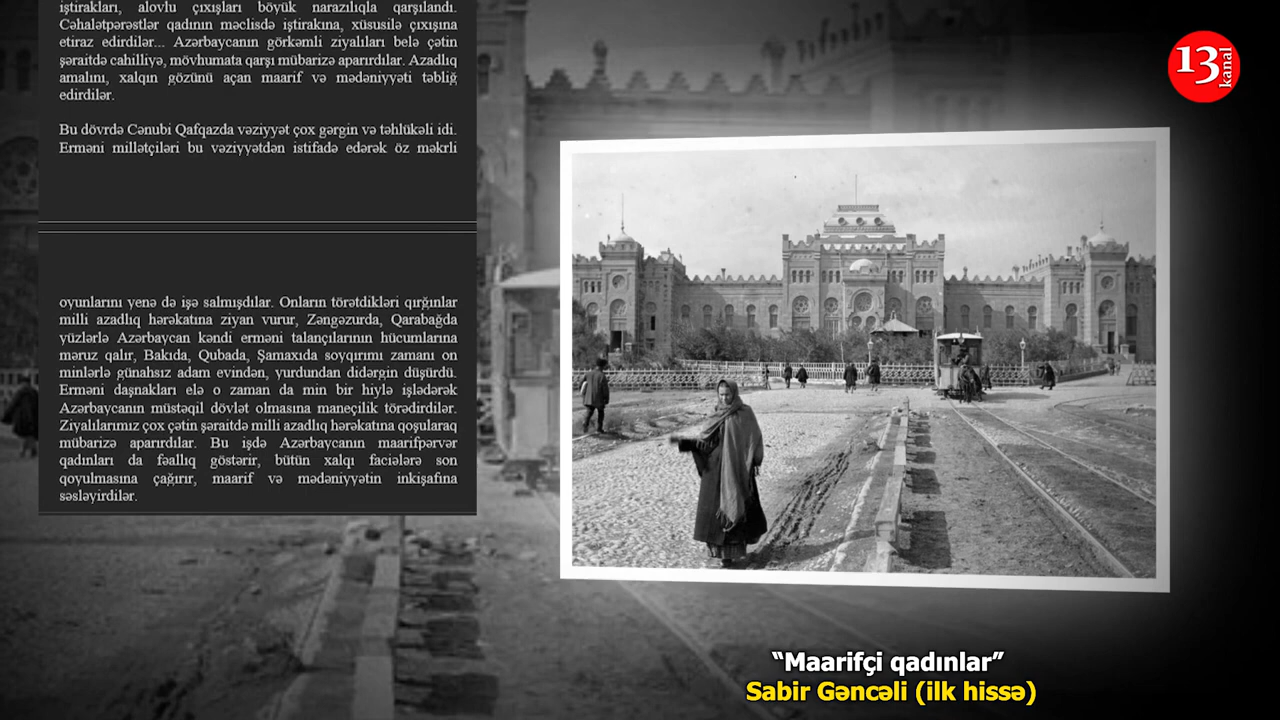 iştirakları, alovlu çıxışları böyük narazılıqla qarşılandı.
Cəhalətpərəstlər qadının məclisdə iştirakına, xüsusilə çıxışına
etiraz edirdilər... Azərbaycanın görkəmli ziyalıları belə çətin
şəraitdə cahilliyə, mövhumata qarşı mübarizə aparırdılar. Azadlıq
amalını, xalqın gözünü açan maarif və mədəniyyəti təbliğ
edirdilər.
Bu dövrdə Cənubi Qafqazda vəziyyət çox gərgin və təhlükəli idi.
Erməni millətçiləri bu vəziyyətdən istifadə edərək öz məkrli
oyunlarını yenə də işə salmışdılar. Onların törətdikləri qırğınlar
milli azadlıq hərəkatına ziyan vurur, Zəngəzurda, Qarabağda
yüzlərlə Azərbaycan kəndi erməni talançılarının hücumlarına
məruz qalır, Bakıda, Qubada, Şamaxıda soyqırımı zamanı on
minlərlə günahsız adam evindən, yurdundan didərgin düşürdü.
Erməni daşnakları elə o zaman da min bir hiylə işlədərək
Azərbaycanın müstəqil dövlət olmasına maneçilik törədirdilər.
Ziyalılarımız çox çətin şəraitdə milli azadlıq hərəkatına qoşularaq
mübarizə aparırdılar. Bu işdə Azərbaycanın maarifpərvər
qadınları da fəallıq göstərir, bütün xalqı faciələrə son
qoyulmasına çağırır, maarif və mədəniyyətin inkişafına
səsləyirdilər.
13 kanal
“Maarifçi qadınlar”
Sabir Gəncəli (ilk hissə)